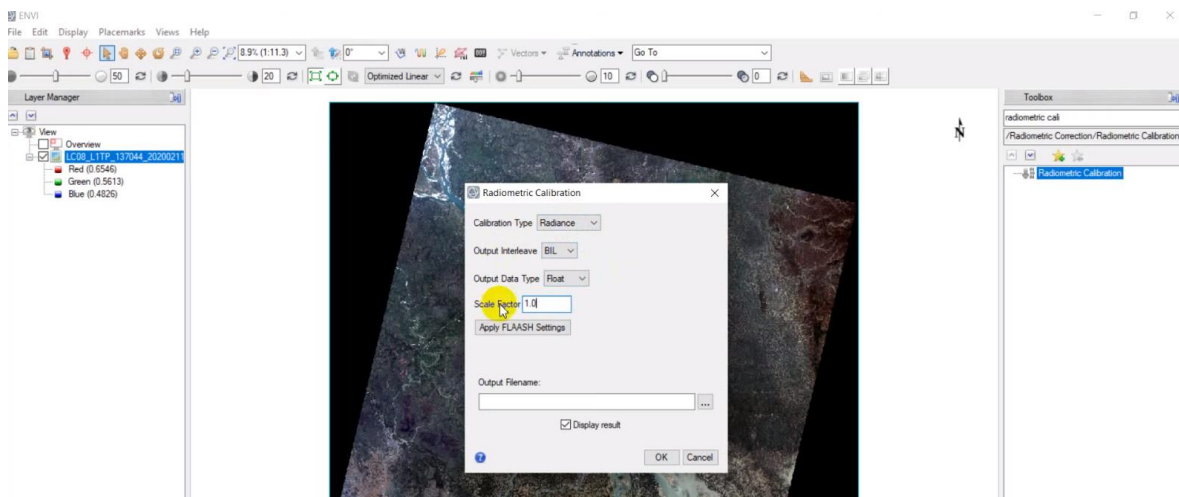 ENVI
File Edit Display Placemarks Views Help
8.9% (1:11.3) 0° Vectors Annotations Go To
50 20 Optimized Linear 10 0
Layer Manager
View
Overview
LC08_L1TP_137044_20200211
Red (0.6546)
Green (0.5613)
Blue (0.4826)
N
Toolbox
radiometric cali
/Radiometric Correction/Radiometric Calibration
Radiometric Calibration
Radiometric Calibration
Calibration Type Radiance
Output Interleave BIL
Output Data Type Float
Scale Factor 1.0
Apply FLAASH Settings
Output Filename:
...
Display result
? OK Cancel